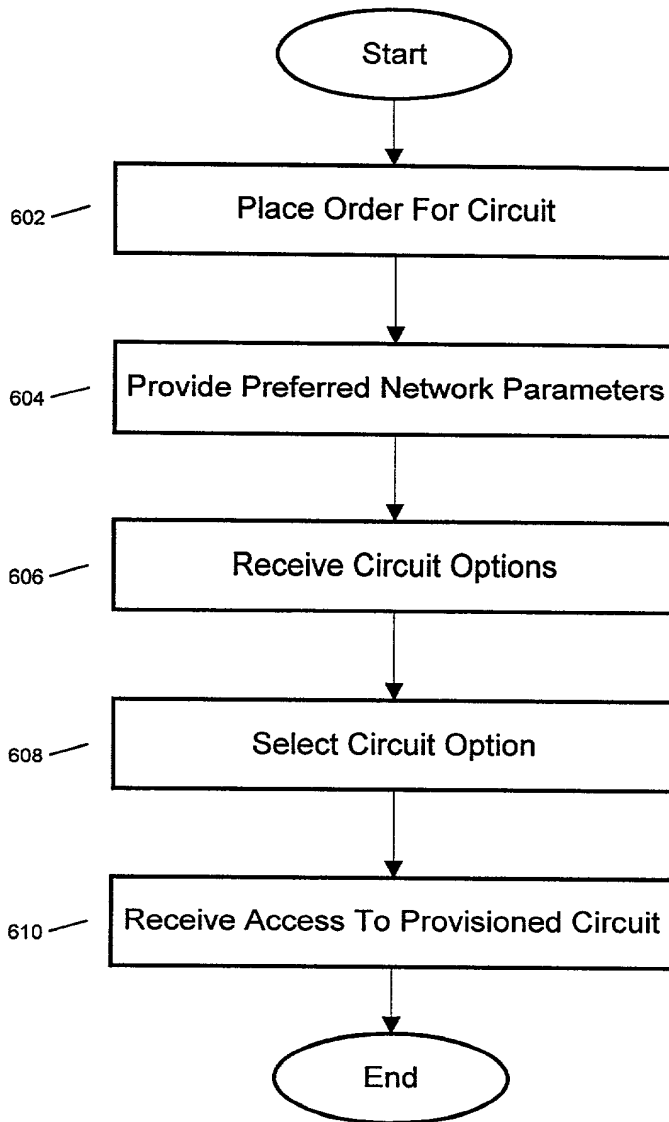 Start
602 Place Order For Circuit
604 Provide Preferred Network Parameters
606 Receive Circuit Options
608 Select Circuit Option
610 Receive Access To Provisioned Circuit
End